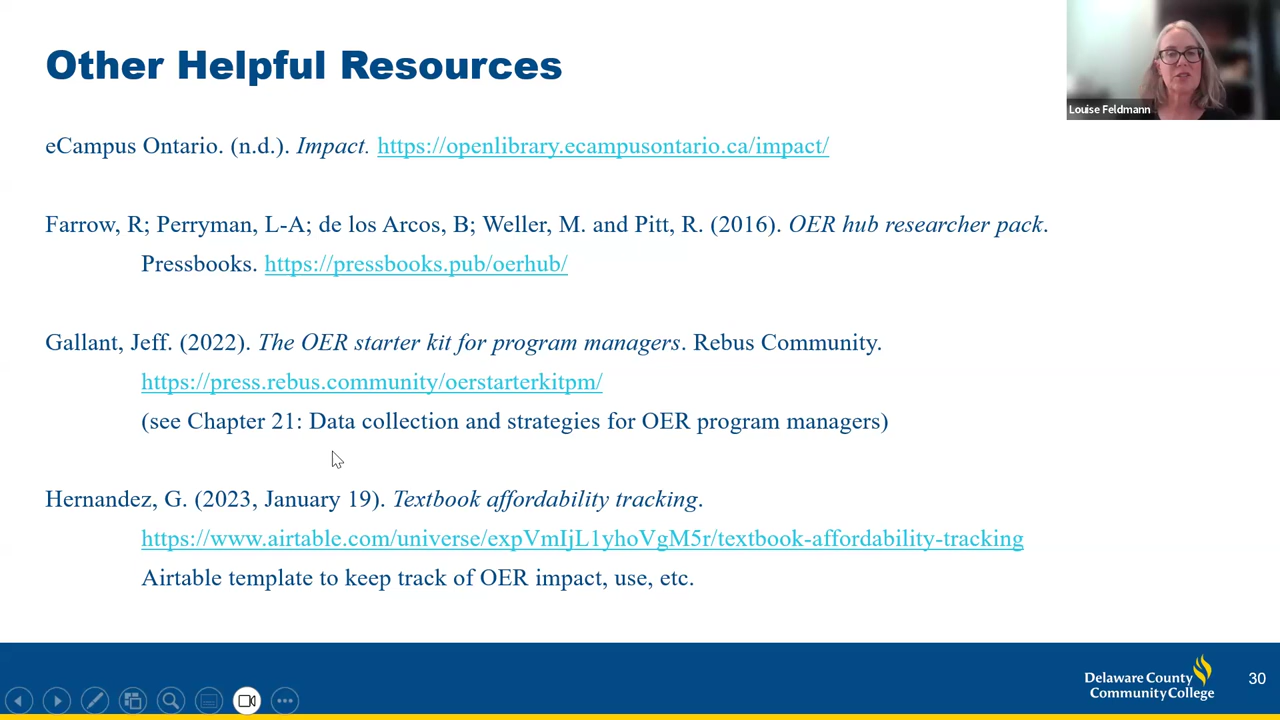 Other Helpful Resources
Louise Feldmann
eCampus Ontario. (n.d.). Impact. https://openlibrary.ecampusontario.ca/impact/
Farrow, R; Perryman, L-A; de los Arcos, B; Weller, M. and Pitt, R. (2016). OER hub researcher pack.
Pressbooks. https://pressbooks.pub/oerhub/
Gallant, Jeff. (2022). The OER starter kit for program managers. Rebus Community.
https://press.rebus.community/oerstarterkitpm/
(see Chapter 21: Data collection and strategies for OER program managers)
Hernandez, G. (2023, January 19). Textbook affordability tracking.
https://www.airtable.com/universe/expVmIjL1yhoVgM5r/textbook-affordability-tracking
Airtable template to keep track of OER impact, use, etc.
Delaware County
Community College
30